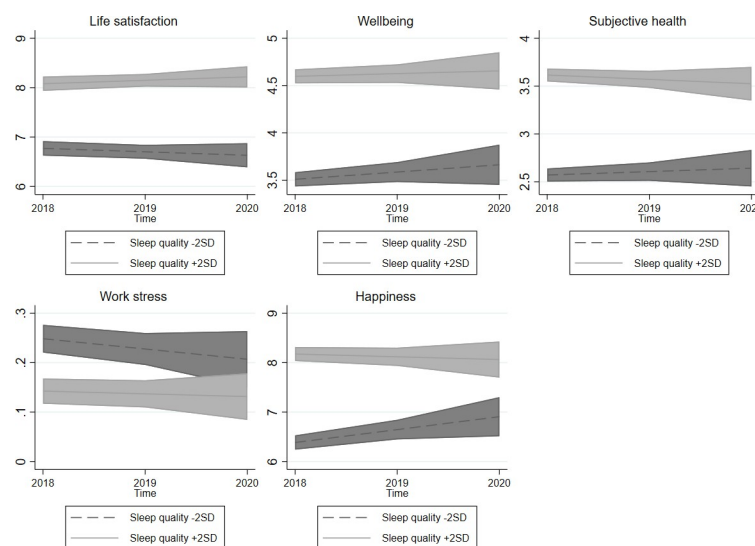 Life satisfaction
9
8
7
6
2018 2019 2020
Time
Sleep quality -2SD
Sleep quality +2SD
Wellbeing
5
4.5
4
3.5
2018 2019 2020
Time
Sleep quality -2SD
Sleep quality +2SD
Subjective health
4
3.5
3
2.5
2018 2019
Time
Sleep quality -2SD
Sleep quality +2SD
Work stress
.3
.2
.1
0
2018 2019 2020
Time
Sleep quality -2SD
Sleep quality +2SD
Happiness
9
8
7
6
2018 2019 2020
Time
Sleep quality -2SD
Sleep quality +2SD